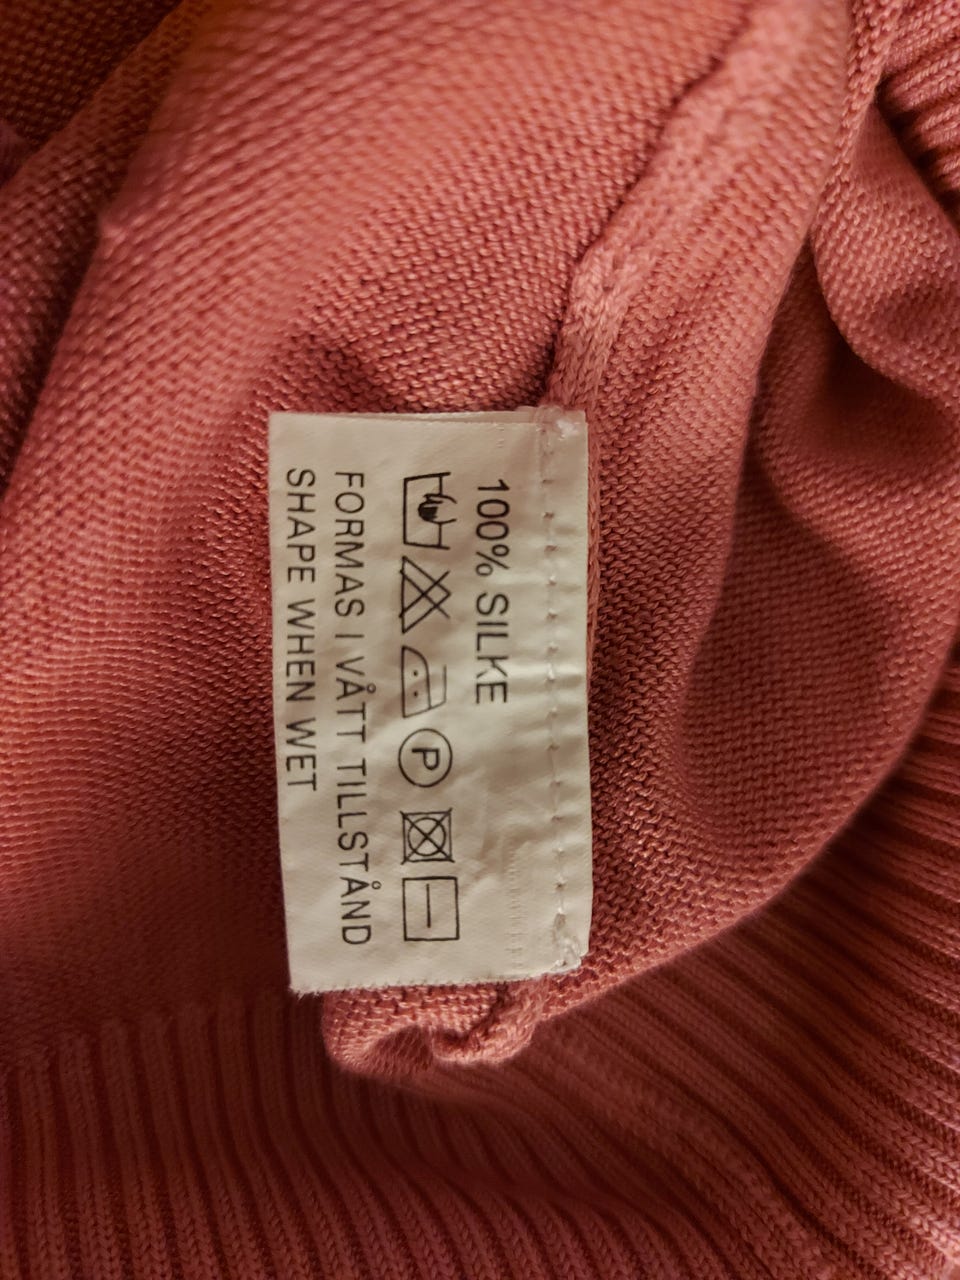 100% SILKE
P
FORMAS I VÅTT TILLSTÅND
SHAPE WHEN WET